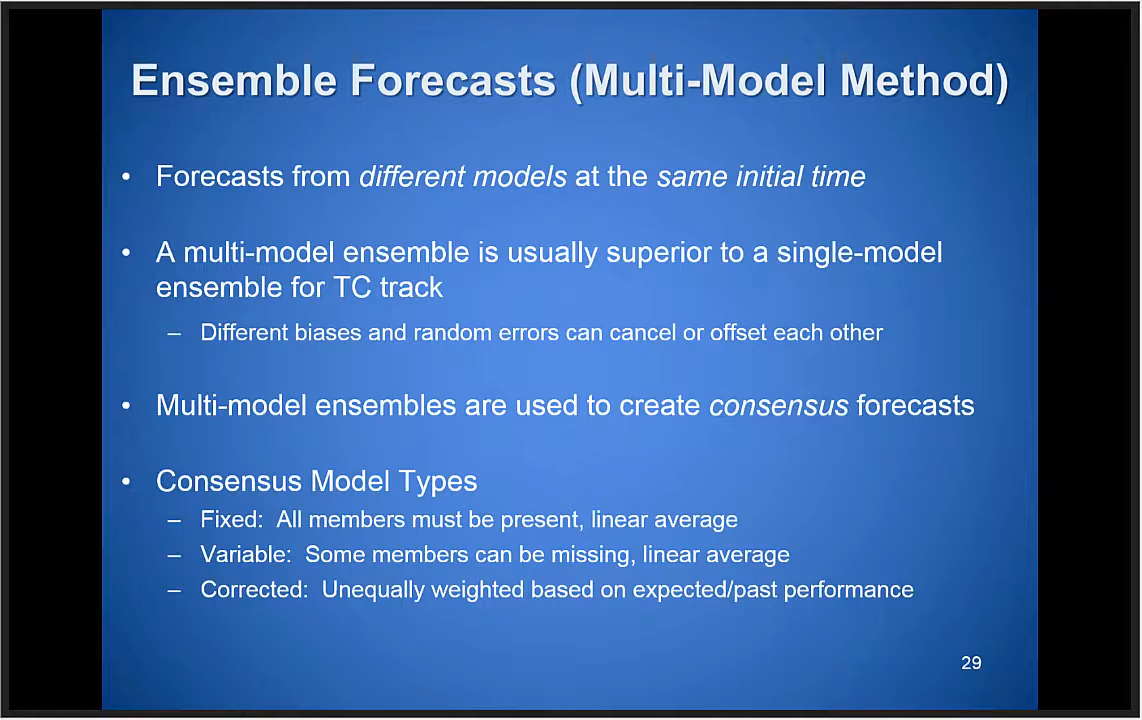 Ensemble Forecasts (Multi-Model Method)
• Forecasts from different models at the same initial time
• A multi-model ensemble is usually superior to a single-model
ensemble for TC track
– Different biases and random errors can cancel or offset each other
• Multi-model ensembles are used to create consensus forecasts
• Consensus Model Types
– Fixed: All members must be present, linear average
– Variable: Some members can be missing, linear average
– Corrected: Unequally weighted based on expected/past performance
29